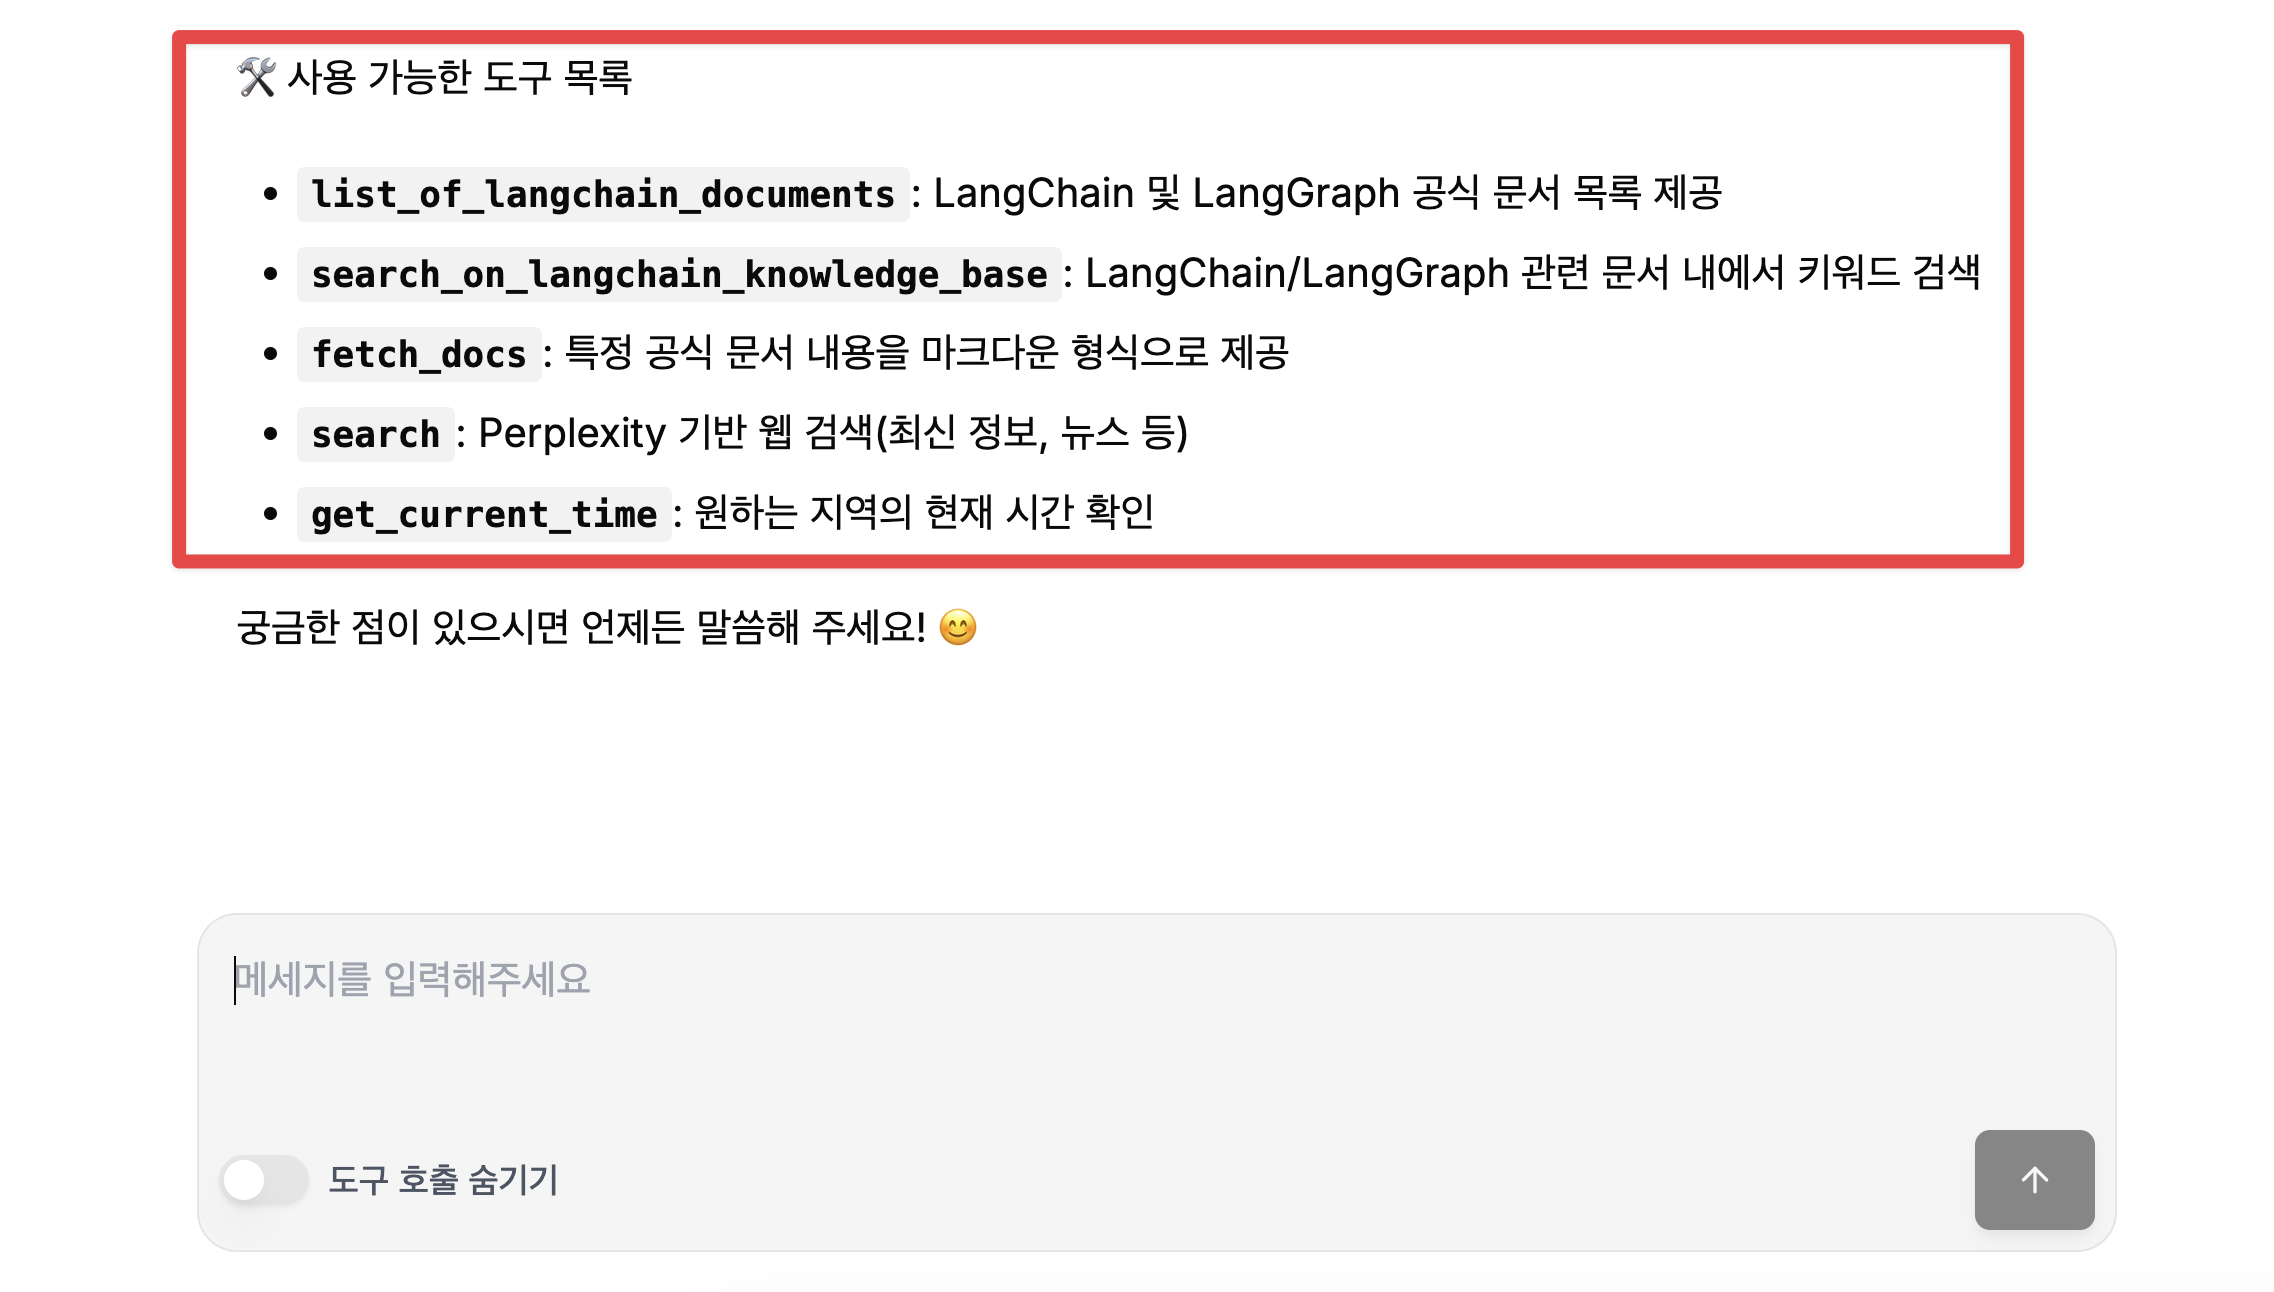 🛠️ 사용 가능한 도구 목록
• list_of_langchain_documents: LangChain 및 LangGraph 공식 문서 목록 제공
• search_on_langchain_knowledge_base: LangChain/LangGraph 관련 문서 내에서 키워드 검색
• fetch_docs: 특정 공식 문서 내용을 마크다운 형식으로 제공
• search: Perplexity 기반 웹 검색(최신 정보, 뉴스 등)
• get_current_time: 원하는 지역의 현재 시간 확인
궁금한 점이 있으시면 언제든 말씀해 주세요! 😊
메세지를 입력해주세요
도구 호출 숨기기